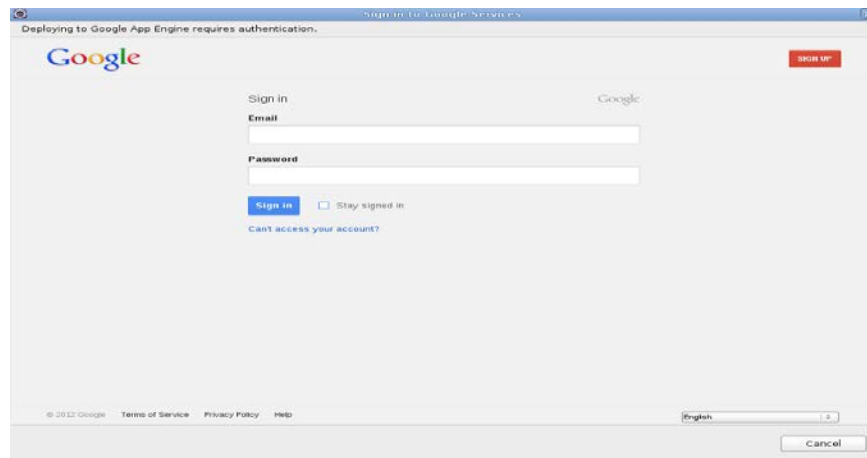 Sign in to Google Services
Deploying to Google App Engine requires authentication.
Google
SIGN UP
Sign in Google
Email
Password
Sign in Stay signed in
Can't access your account?
© 2012 Google Terms of Service Privacy Policy Help
English
Cancel